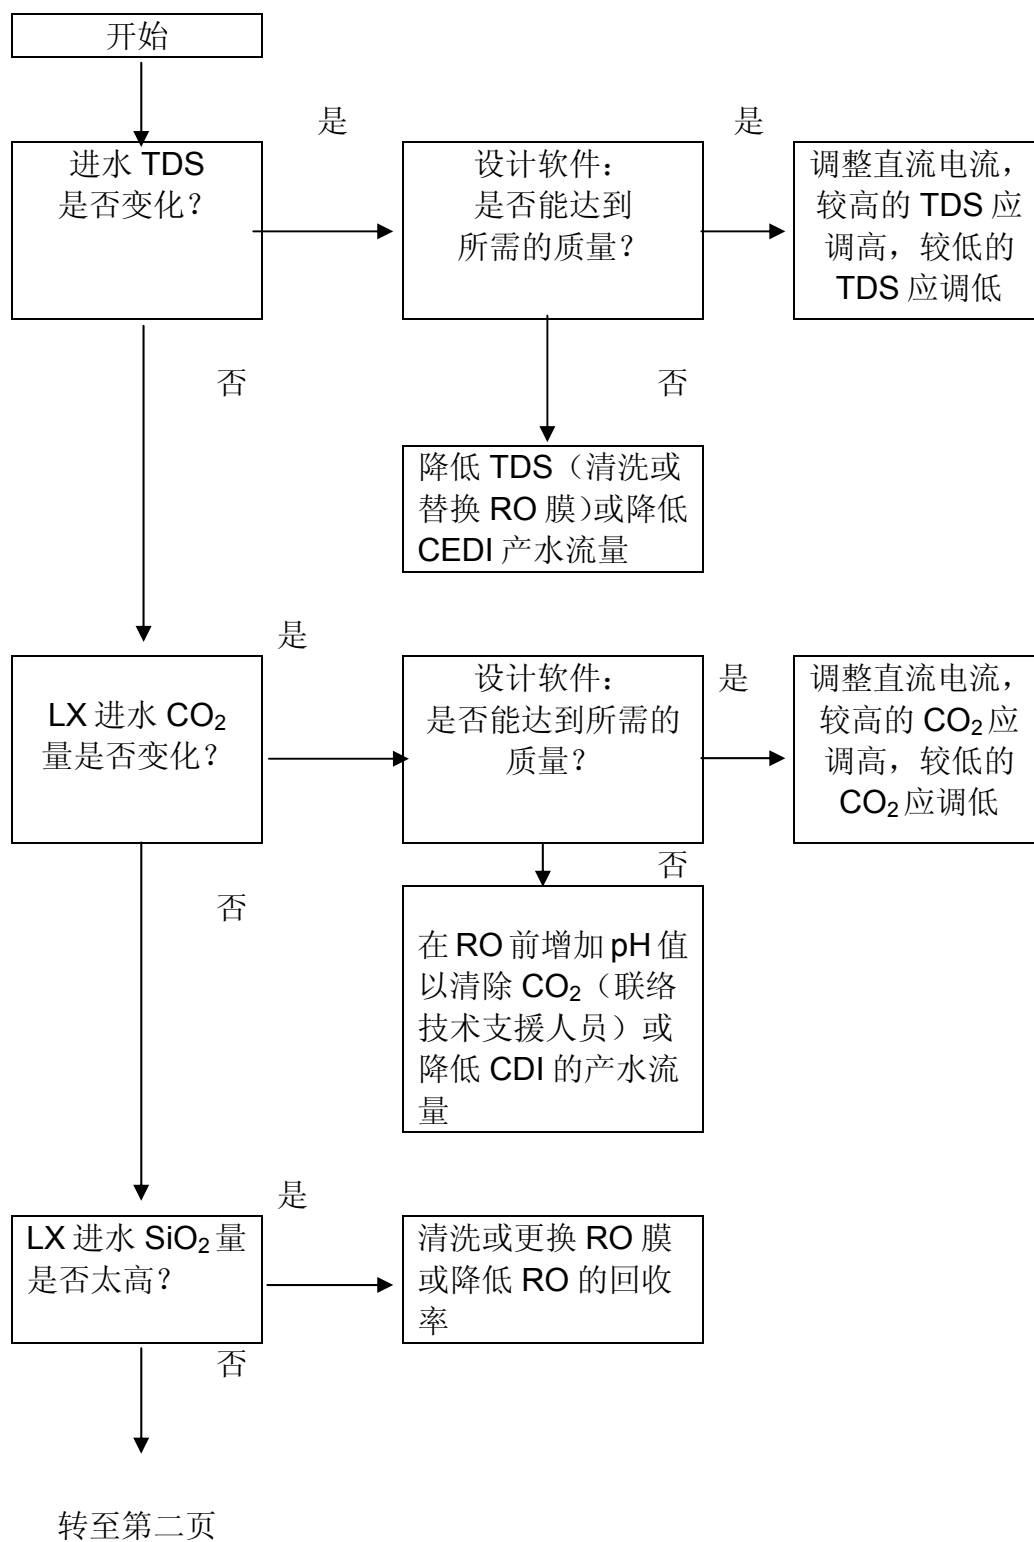 开始
是
是
进水 TDS
是否变化？
设计软件：
是否能达到
所需的质量？
调整直流电流，
较高的 TDS 应
调高，较低的
TDS 应调低
否
否
降低 TDS（清洗或
替换 RO 膜）或降低
CEDI 产水流量
是
LX 进水 CO₂
量是否变化？
设计软件：
是否能达到所需的
质量？
是
调整直流电流，
较高的 CO₂ 应
调高，较低的
CO₂ 应调低
否
否
在 RO 前增加 pH 值
以清除 CO₂（联络
技术支援人员）或
降低 CDI 的产水流
量
是
LX 进水 SiO₂ 量
是否太高？
清洗或更换 RO 膜
或降低 RO 的回收
率
否
转至第二页